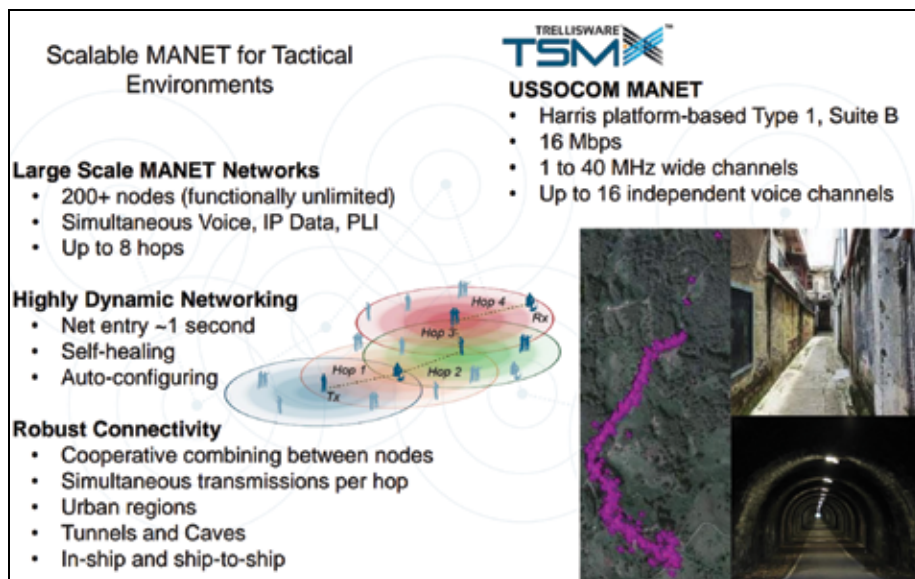 Scalable MANET for Tactical
Environments
TRELLISWARE
TSMX™
USSOCOM MANET
• Harris platform-based Type 1, Suite B
• 16 Mbps
• 1 to 40 MHz wide channels
• Up to 16 independent voice channels
Large Scale MANET Networks
• 200+ nodes (functionally unlimited)
• Simultaneous Voice, IP Data, PLI
• Up to 8 hops
Highly Dynamic Networking
• Net entry ~1 second
• Self-healing
• Auto-configuring
Hop 4
Rx
Hop 3
Hop 1
Hop 2
Tx
Robust Connectivity
• Cooperative combining between nodes
• Simultaneous transmissions per hop
• Urban regions
• Tunnels and Caves
• In-ship and ship-to-ship